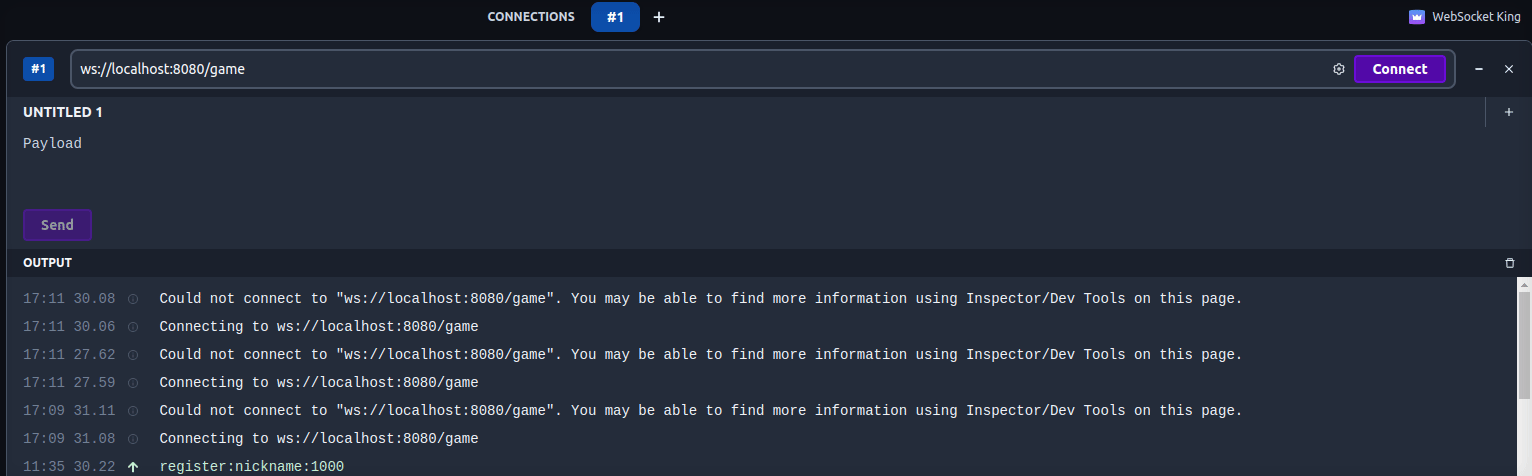 CONNECTIONS #1 + WebSocket King
#1 ws://localhost:8080/game Connect
UNTITLED 1
Payload
Send
OUTPUT
17:11 30.08 Could not connect to "ws://localhost:8080/game". You may be able to find more information using Inspector/Dev Tools on this page.
17:11 30.06 Connecting to ws://localhost:8080/game
17:11 27.62 Could not connect to "ws://localhost:8080/game". You may be able to find more information using Inspector/Dev Tools on this page.
17:11 27.59 Connecting to ws://localhost:8080/game
17:09 31.11 Could not connect to "ws://localhost:8080/game". You may be able to find more information using Inspector/Dev Tools on this page.
17:09 31.08 Connecting to ws://localhost:8080/game
11:35 30.22 register:nickname:1000